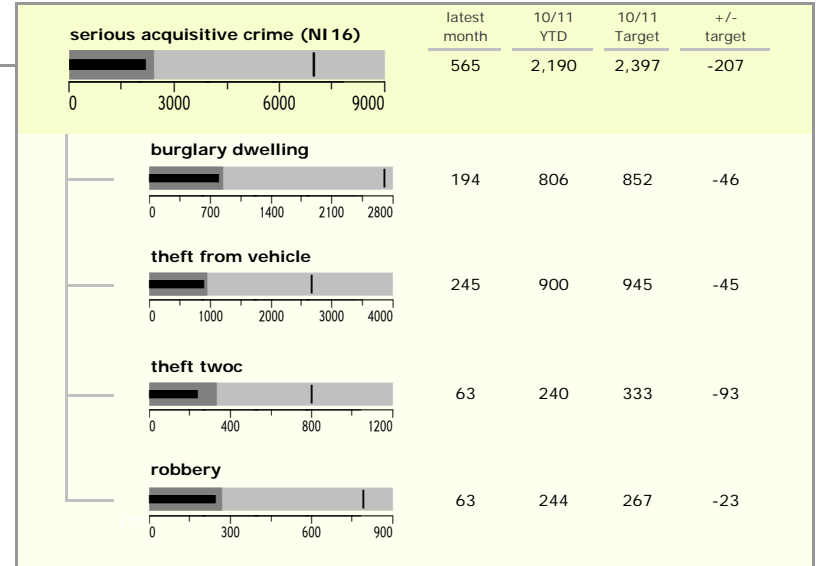 latest 10/11 10/11 +/-
serious acquisitive crime (NI16) month YTD Target target
565 2,190 2,397 -207
0 3000 6000 9000
burglary dwelling
194 806 852 -46
0 700 1400 2100 2800
theft from vehicle
245 900 945 -45
0 1000 2000 3000 4000
theft twoc
63 240 333 -93
0 400 800 1200
robbery
63 244 267 -23
0 300 600 900